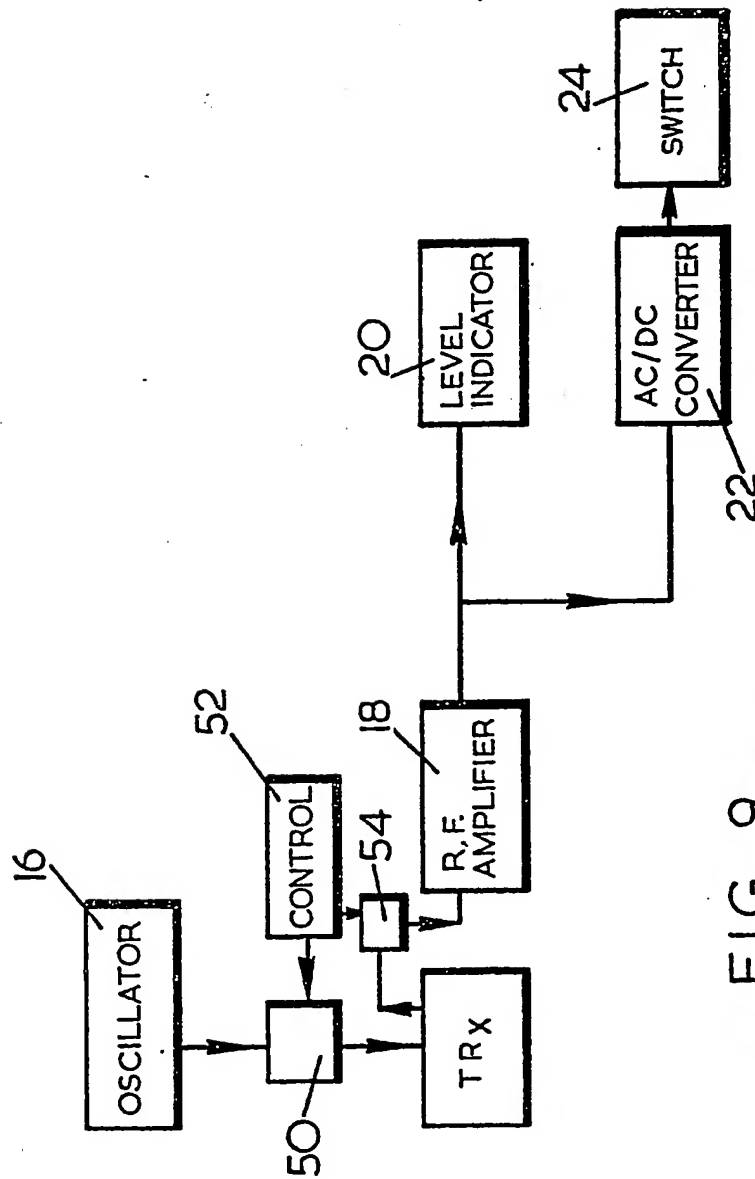 16
OSCILLATOR
50
52
CONTROL
54
TRX
18
R.F.
AMPLIFIER
20
LEVEL
INDICATOR
24
SWITCH
AC/DC
CONVERTER
22
FIG 9